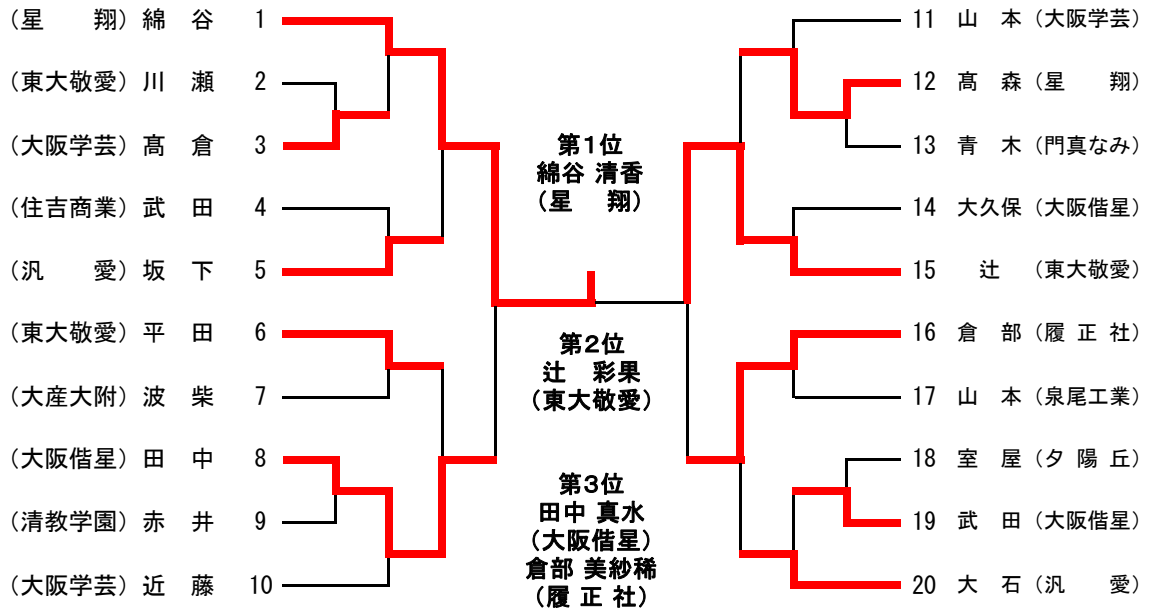 (星　　翔) 綿　谷　1
(東大敬愛) 川　瀬　2
(大阪学芸) 髙　倉　3
(住吉商業) 武　田　4
(汎　　愛) 坂　下　5
(東大敬愛) 平　田　6
(大産大附) 波　柴　7
(大阪偕星) 田　中　8
(清教学園) 赤　井　9
(大阪学芸) 近　藤　10
第1位
綿谷 清香
(星　　翔)
第2位
辻　彩果
(東大敬愛)
第3位
田中 真水
(大阪偕星)
倉部 美紗稀
(履 正 社)
11　山　本 (大阪学芸)
12　髙　森 (星　　翔)
13　青　木 (門真なみ)
14　大久保 (大阪偕星)
15　辻　(東大敬愛)
16　倉　部 (履 正 社)
17　山　本 (泉尾工業)
18　室　屋 (夕 陽 丘)
19　武　田 (大阪偕星)
20　大　石 (汎　　愛)